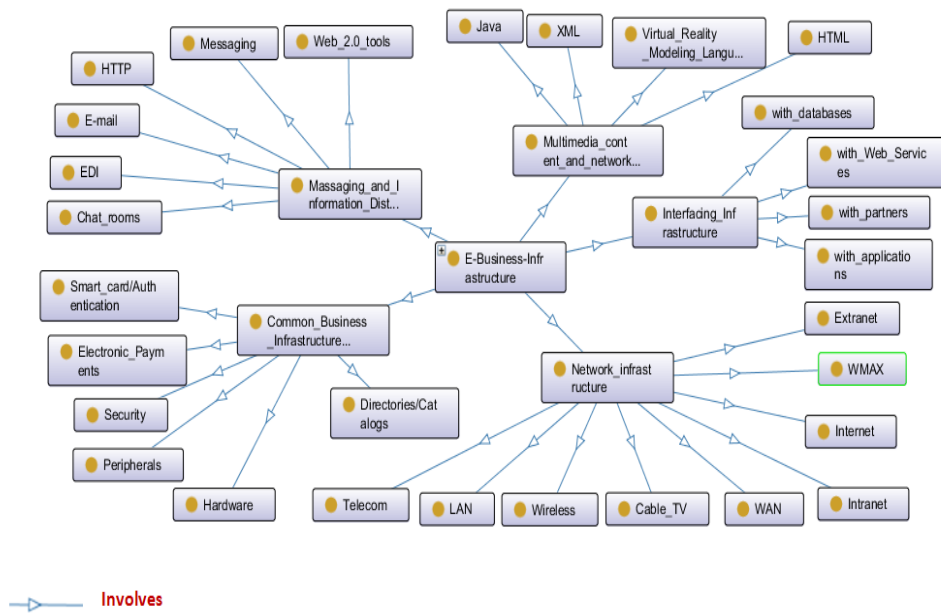 Java
XML
Virtual_Reality
_Modeling_Langu...
HTML
Messaging
Web_2.0_tools
HTTP
E-mail
EDI
Chat_rooms
Massaging_and_I
nformation_Dist...
Multimedia_cont
ent_and_network...
with_databases
with_Web_Servi
ces
with_partners
with_applicatio
ns
Interfacing_Inf
rastructure
E-Business-Infr
astructure
Smart_card/Auth
entication
Electronic_Paym
ents
Security
Peripherals
Hardware
Common_Business
_Infrastructure...
Directories/Cat
alogs
Network_infrast
ructure
Extranet
WMAX
Internet
Intranet
Telecom
LAN
Wireless
Cable_TV
WAN
Involves